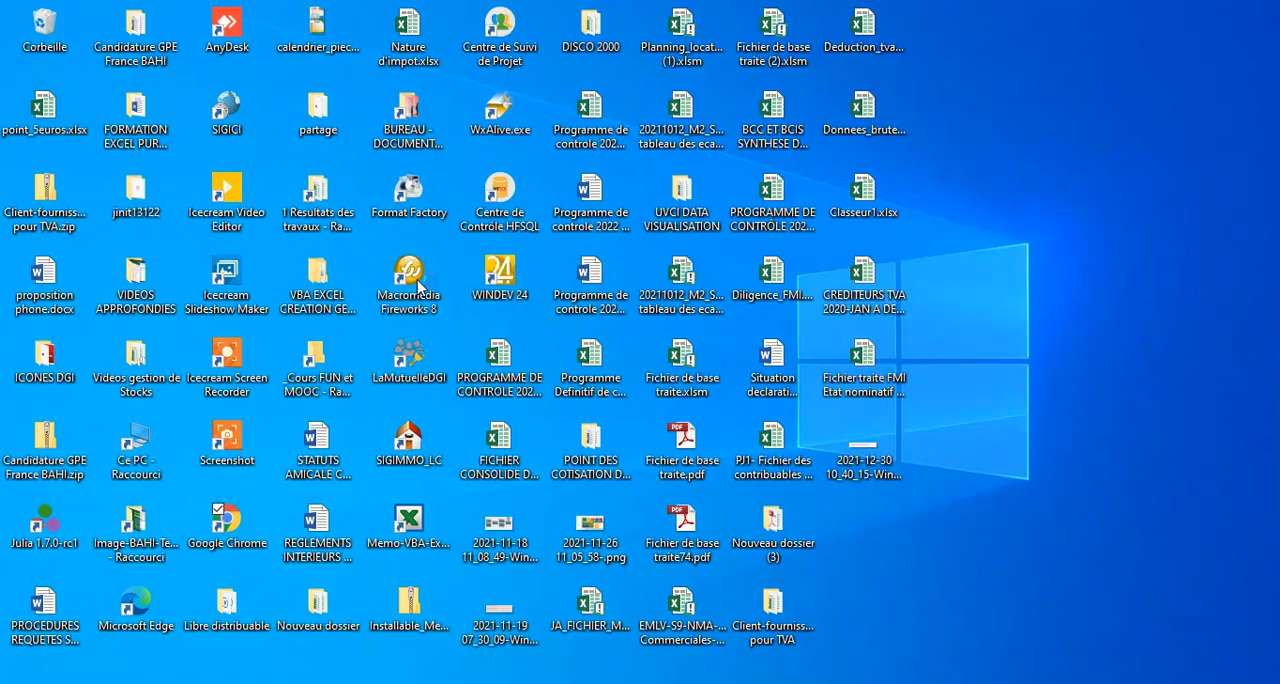 Corbeille
Candidature GPE
France BAHI
AnyDesk
calendrier_piec...
Nature
d'impot.xlsx
Centre de Suivi
de Projet
DISCO 2000
Planning_locat...
(1).xlsm
Fichier de base
traite (2).xlsm
Deduction_tva...
point_5euros.xlsx
FORMATION
EXCEL PUR...
SIGICI
partage
BUREAU -
DOCUMENT...
WxAlive.exe
Programme de
controle 202...
20211012_M2_S...
tableau des eca...
BCC ET BCIS
SYNTHESE D...
Donnees_brute...
Client-fourniss...
pour TVA.zip
jinit13122
Icecream Video
Editor
1 Resultats des
travaux - Ra...
Format Factory
Centre de
Contrôle HFSQL
Programme de
controle 2022 ...
UVCI DATA
VISUALISATION
PROGRAMME DE
CONTRÔLE 202...
Classeur1.xlsx
proposition
phone.docx
VIDEOS
APPROFONDIES
Icecream
Slideshow Maker
VBA EXCEL
CREATION GE...
Macromedia
Fireworks 8
24
WINDEV 24
Programme de
controle 202...
20211012_M2_S...
tableau des eca...
Diligence_FMI...
CREDITEURS TVA
2020-JAN A DE...
ICONES DGI
Videos gestion de
Stocks
Icecream Screen
Recorder
_Cours FUN et
MOOC - Ra...
LaMutuelleDGI
PROGRAMME DE
CONTROLE 202...
Programme
Definitif de c...
Fichier de base
traite.xlsm
Situation
declarati...
Fichier traite FMI
Etat nominatif ...
Candidature GPE
France BAHI.zip
Ce PC -
Raccourci
Screenshot
STATUTS
AMICALE C...
SIGIMMO_LC
FICHIER
CONSOLIDE D...
POINT DES
COTISATION D...
PDF
Fichier de base
traite.pdf
PJ1- Fichier des
contribuables ...
2021-12-30
10_40_15-Win...
Julia 1.7.0-rc1
Image-BAHI-Te...
- Raccourci
Google Chrome
REGLEMENTS
INTERIEURS ...
Memo-VBA-Ex...
2021-11-18
11_08_49-Win...
2021-11-26
11_05_58-.png
PDF
Fichier de base
traite74.pdf
Nouveau dossier
(3)
PROCEDURES
REQUETES S...
Microsoft Edge
Libre distribuable
Nouveau dossier
Installable_Me...
2021-11-19
07_30_09-Win...
JA_FICHIER_M...
EMLV-S9-NMA-...
Commerciales-...
Client-fourniss...
pour TVA